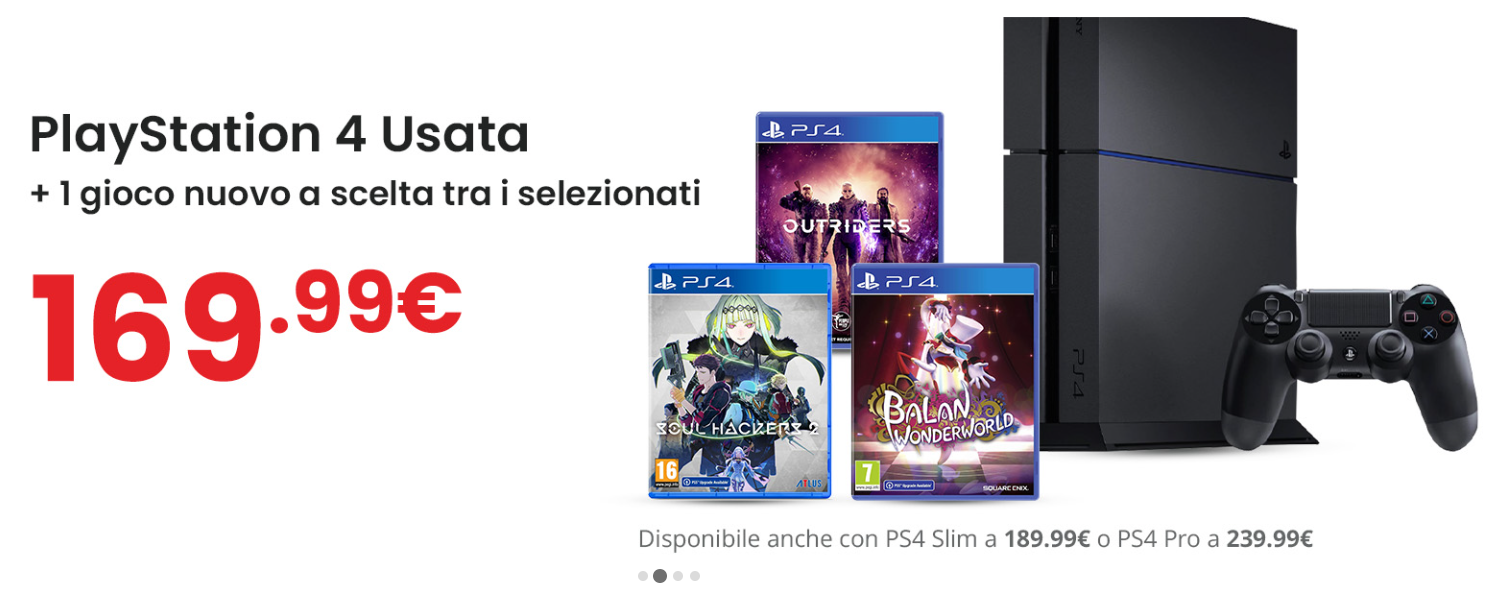 PlayStation 4 Usata
+ 1 gioco nuovo a scelta tra i selezionati
169.99€
PS4
OUTRIDERS
PS4
SOUL HACKERS 2
16
ATLUS
PS4
BALAN
WONDERWORLD
7
SQUARE ENIX
PS4
Disponibile anche con PS4 Slim a 189.99€ o PS4 Pro a 239.99€